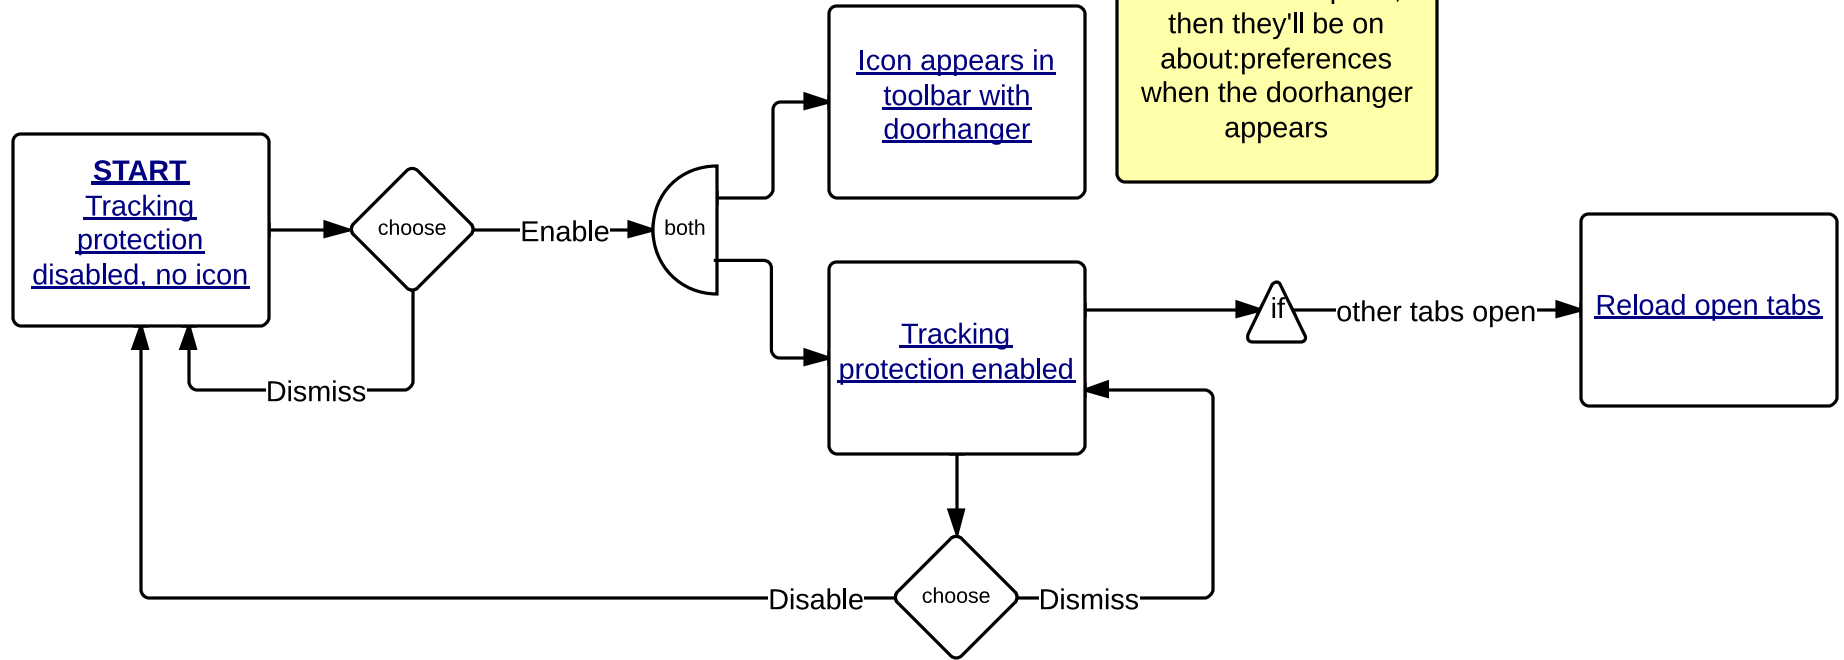 then they'll be on
about:preferences
when the doorhanger
appears
Icon appears in
toolbar with
doorhanger
START
Tracking
protection
disabled, no icon
choose
Enable
both
Dismiss
Tracking
protection enabled
if
other tabs open
Reload open tabs
Disable
choose
Dismiss